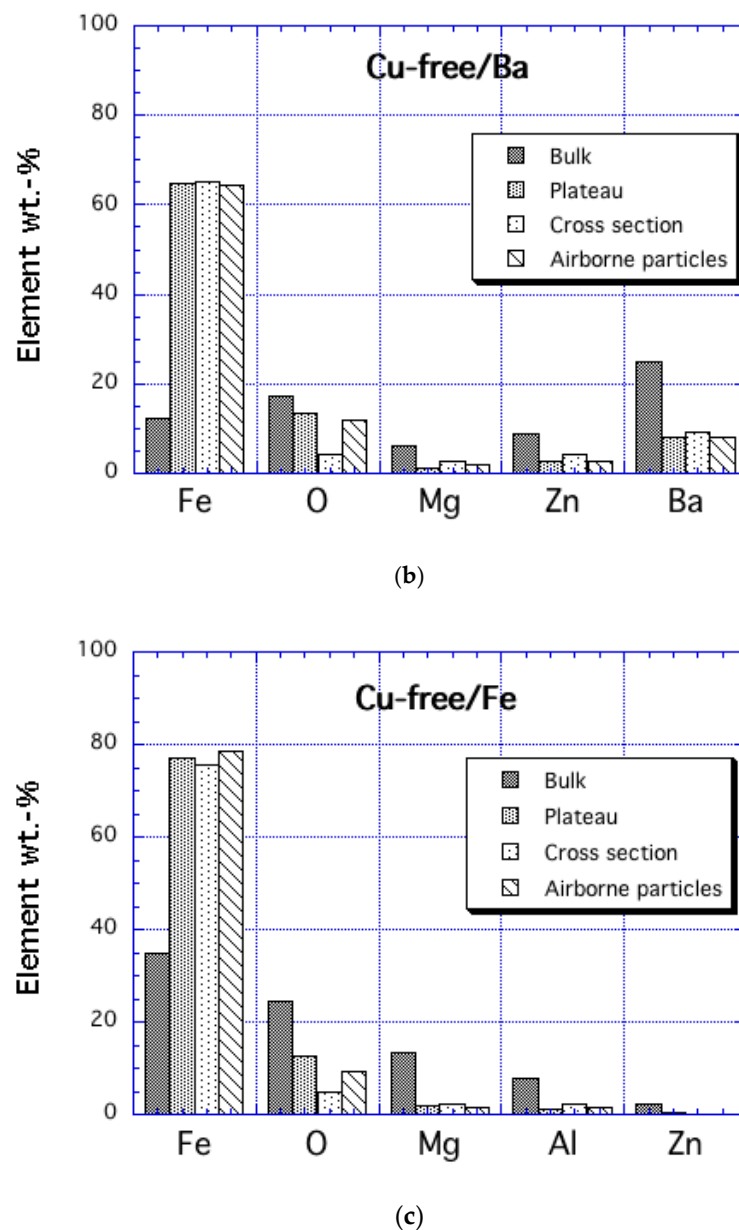 100
Cu-free/Ba
80
Bulk
Plateau
60
Cross section
Airborne particles
40
20
0
Element wt.-%
Fe O Mg Zn Ba
(b)
100
Cu-free/Fe
80
Bulk
Plateau
60
Cross section
Airborne particles
40
20
0
Element wt.-%
Fe O Mg Al Zn
(c)